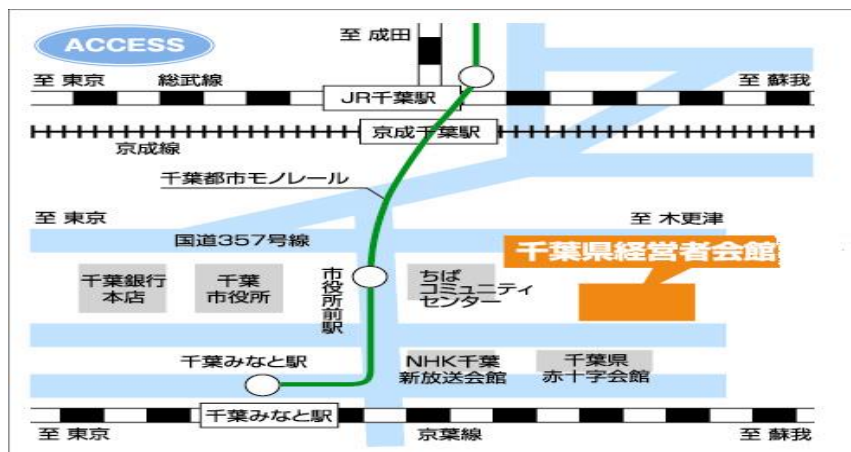 ACCESS
至 成田
至 東京
総武線
至 蘇我
JR千葉駅
京成千葉駅
京成線
千葉都市モノレール
至 東京
至 木更津
国道357号線
千葉県経営者会館
千葉銀行
本店
千葉
市役所
市役所前駅
ちば
コミュニティ
センター
千葉みなと駅
NHK千葉
新放送会館
千葉県
赤十字会館
千葉みなと駅
至 東京
京葉線
至 蘇我